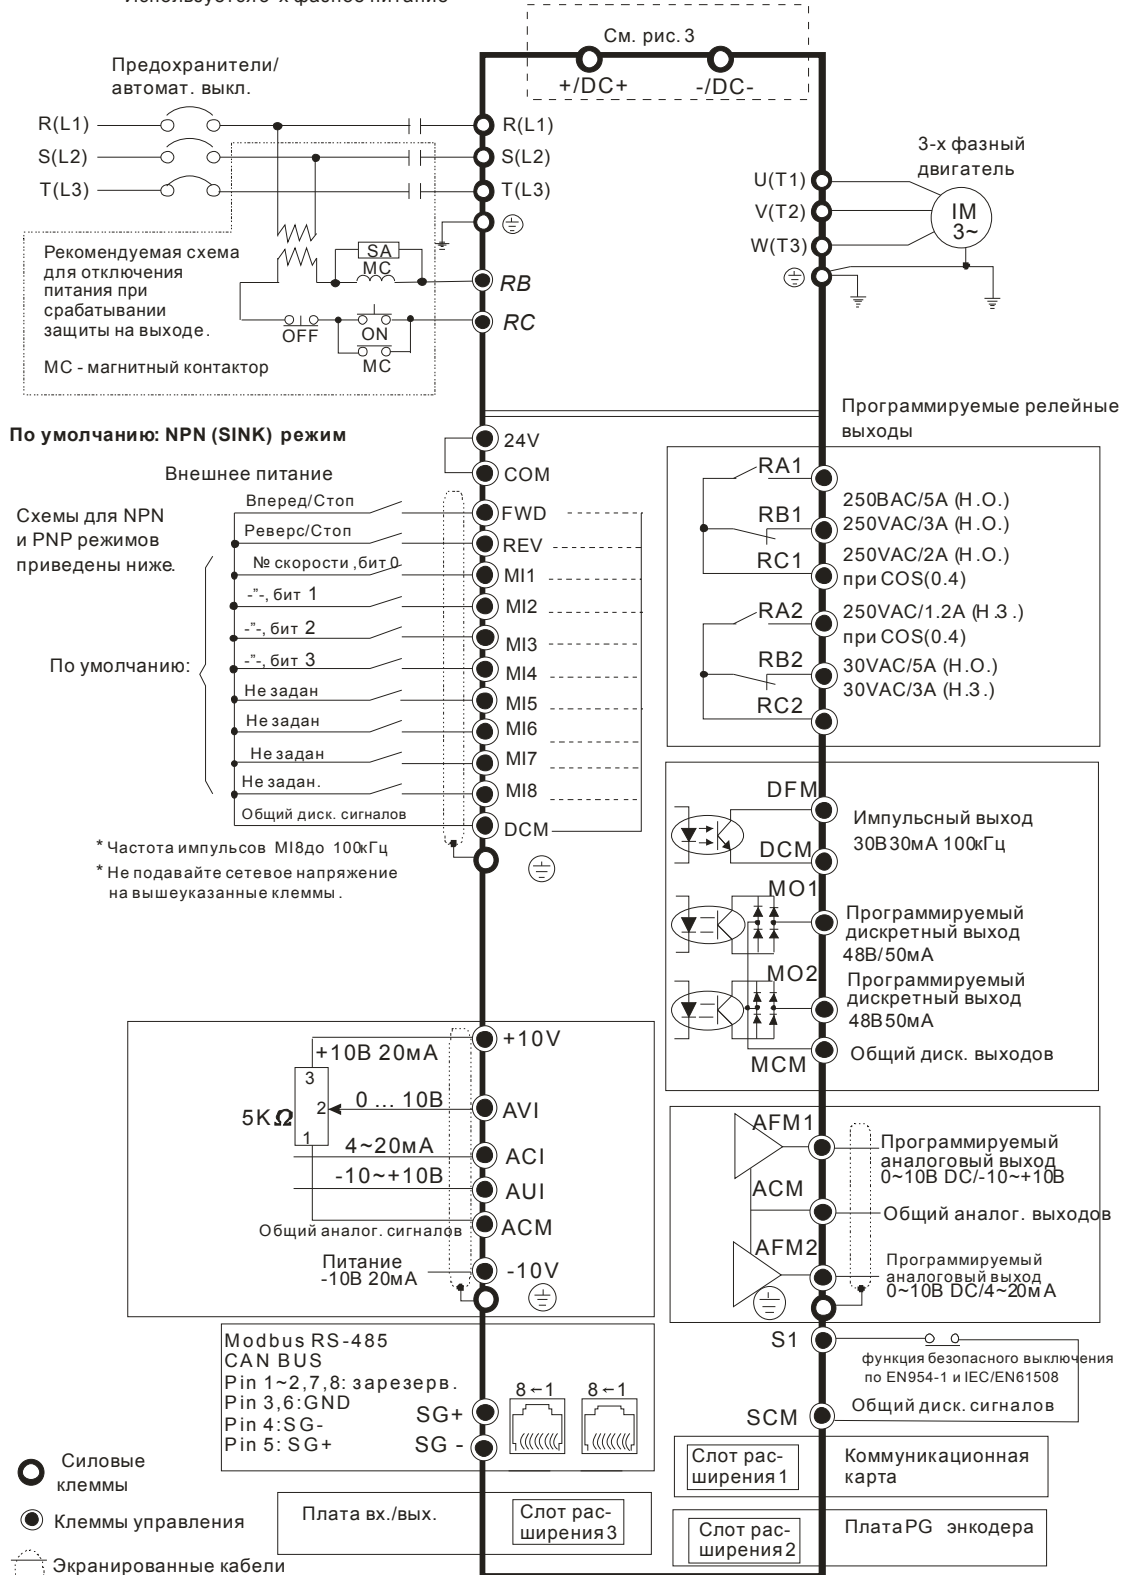 См. рис. 3
+/DC+
-/DC-
Предохранители/
автомат. выкл.
R(L1)
S(L2)
T(L3)
R(L1)
S(L2)
T(L3)
3-х фазный
двигатель
U(T1)
V(T2)
W(T3)
IM
3~
Рекомендуемая схема
для отключения
питания при
срабатывании
защиты на выходе.
МС - магнитный контактор
SA
MC
OFF
ON
MC
RB
RC
По умолчанию: NPN (SINK) режим
Внешнее питание
Схемы для NPN
и PNP режимов
приведены ниже.
По умолчанию:
Вперед/Стоп
Реверс/Стоп
№ скорости ,бит 0
-"-, бит 1
-"-, бит 2
-"-, бит 3
Не задан
Не задан
Не задан
Не задан.
Общий диск. сигналов
24V
COM
FWD
REV
MI1
MI2
MI3
MI4
MI5
MI6
MI7
MI8
DCM
* Частота импульсов MI8до 100кГц
* Не подавайте сетевое напряжение
на вышеуказанные клеммы.
Программируемые релейные
выходы
RA1
RB1
RC1
RA2
RB2
RC2
250ВАС/5А (Н.О.)
250VAC/3A (Н.О.)
250VAC/2A (Н.О.)
при COS(0.4)
250VAC/1.2A (Н.З.)
при COS(0.4)
30VAC/5A (Н.О.)
30VAC/3A (Н.З.)
DFM
DCM
Импульсный выход
30В30мА 100кГц
MO1
Программируемый
дискретный выход
48В/50мА
MO2
Программируемый
дискретный выход
48В50мА
MCM
Общий диск. выходов
+10В 20мА
+10V
3
2
1
5K Ω
0 ... 10В
AVI
4~20мА
ACI
-10~+10В
AUI
Общий аналог. сигналов
ACM
Питание
-10В 20мА
-10V
AFM1
Программируемый
аналоговый выход
0~10В DC/-10~+10В
ACM
Общий аналог. выходов
AFM2
Программируемый
аналоговый выход
0~10В DC/4~20мА
S1
функция безопасного выключения
по EN954-1 и IEC/EN61508
SCM
Общий диск. сигналов
Modbus RS-485
CAN BUS
Pin 1~2,7,8: зарезерв.
Pin 3,6:GND
Pin 4:SG-
Pin 5: SG+
SG+
SG -
8←1
8←1
Слот рас-
ширения 1
Коммуникационная
карта
Плата вх./вых.
Слот рас-
ширения 3
Слот рас-
ширения 2
Плата PG энкодера
Силовые
клеммы
Клеммы управления
Экранированные кабели